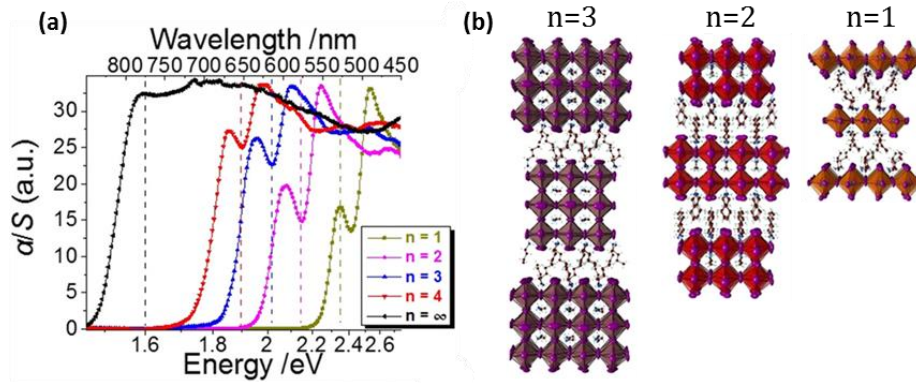 (a)
Wavelength /nm
800 750 700 650 600 550 500 450
α/S (a.u.)
30
25
20
15
10
5
0
n = 1
n = 2
n = 3
n = 4
n = ∞
1.6 1.8 2 2.2 2.4 2.6
Energy /eV
(b) n=3 n=2 n=1